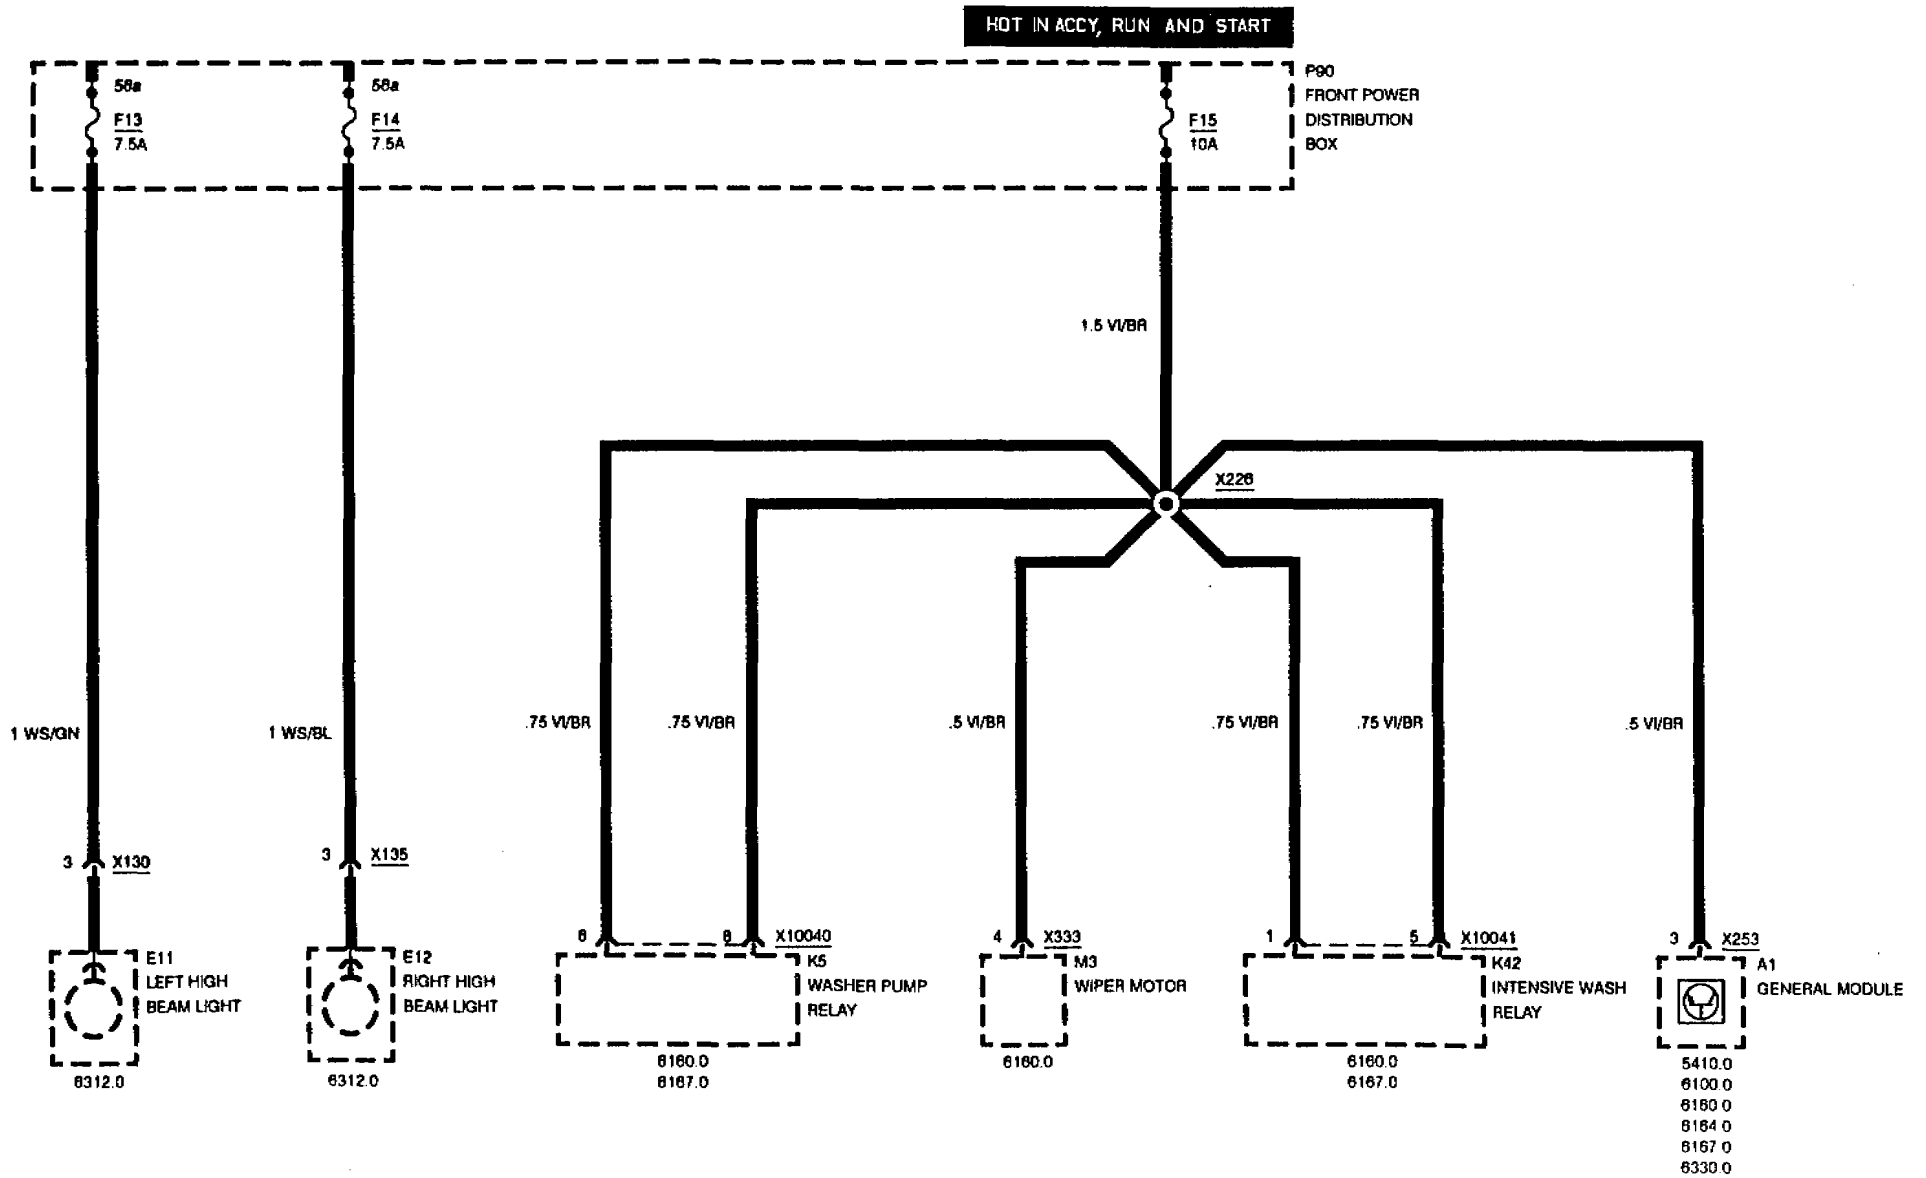 HOT IN ACCY, RUN AND START
P90
FRONT POWER
DISTRIBUTION
BOX
58a
F13
7.5A
58a
F14
7.5A
F15
10A
1.5 VI/BR
X226
1 WS/GN
1 WS/BL
.75 VI/BR
.75 VI/BR
.5 VI/BR
.75 VI/BR
.75 VI/BR
.5 VI/BR
3 X130
3 X135
6
8 X10040
4 X333
1
5 X10041
3 X253
E11
LEFT HIGH
BEAM LIGHT
E12
RIGHT HIGH
BEAM LIGHT
K5
WASHER PUMP
RELAY
M3
WIPER MOTOR
K42
INTENSIVE WASH
RELAY
A1
GENERAL MODULE
6312.0
6312.0
6160.0
6167.0
6160.0
6160.0
6167.0
5410.0
6100.0
6160.0
6164.0
6167.0
6330.0